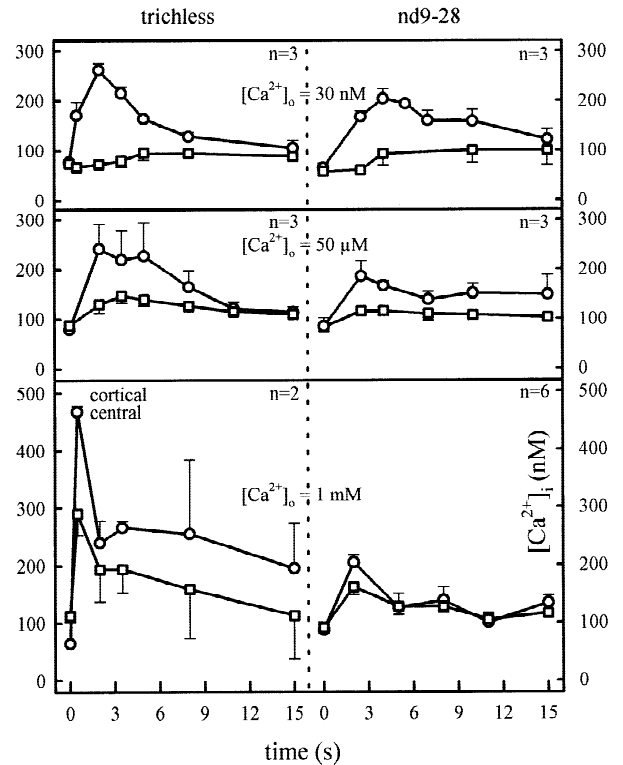 trichless nd9-28
300 n=3 n=3 300
[Ca2+]o = 30 nM
200 200
100 100
0 0
300 n=3 n=3 300
[Ca2+]o = 50 µM
200 200
100 100
0 0
500 cortical n=2 n=6 500
central
400 400
[Ca2+]o = 1 mM
300 300
200 200
100 100
0 0
[Ca2+]i (nM)
0 3 6 9 12 15 0 3 6 9 12 15
time (s)